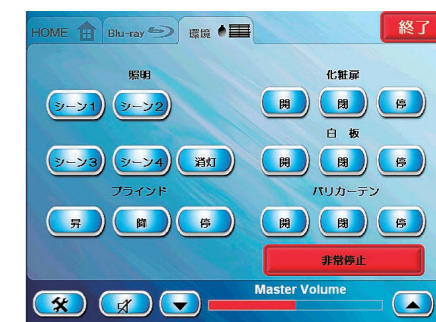 HOME Blu-ray 環境 終了
照明 化粧扉
シーン1 シーン2 開 閉 停
白 板
シーン3 シーン4 消灯 開 閉 停
ブラインド バリカーテン
昇 降 停 開 閉 停
非常停止
Master Volume